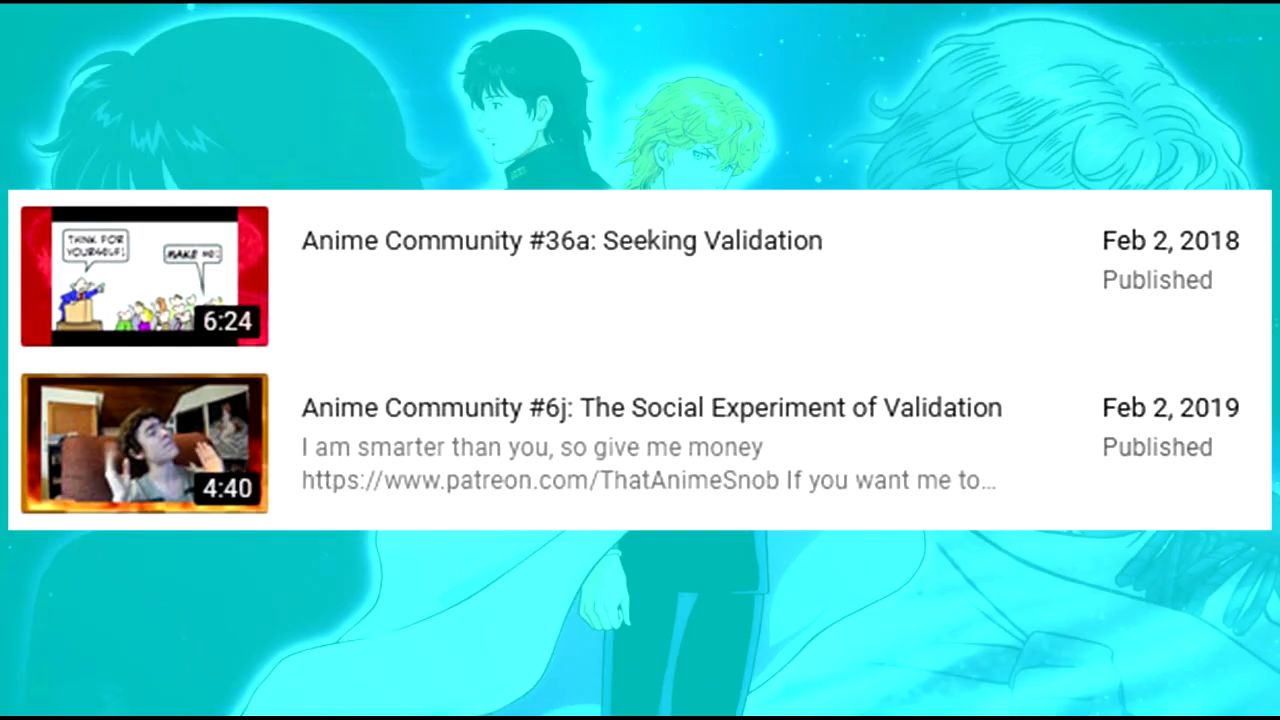 THINK FOR
YOURSELF!
MAKE ME!
6:24
Anime Community #36a: Seeking Validation
Feb 2, 2018
Published
4:40
Anime Community #6j: The Social Experiment of Validation
Feb 2, 2019
I am smarter than you, so give me money
Published
https://www.patreon.com/ThatAnimeSnob If you want me to...